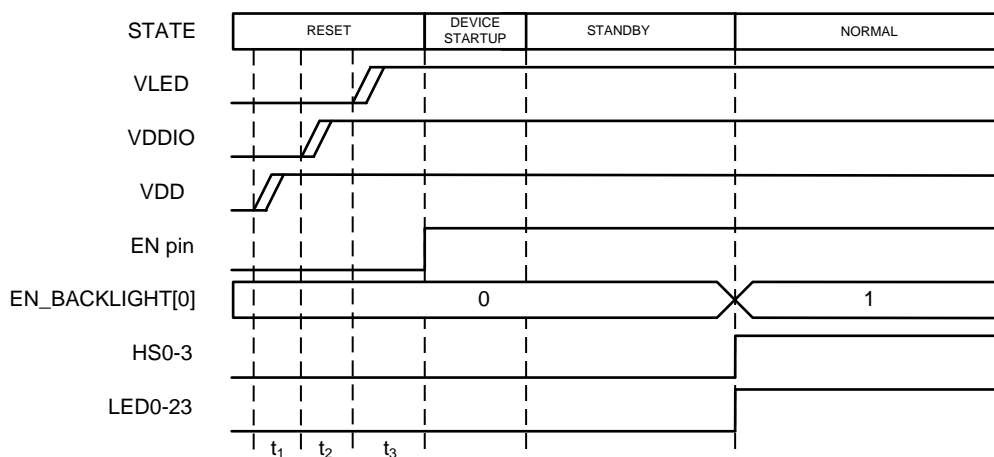 STATE RESET DEVICE STARTUP STANDBY NORMAL
VLED
VDDIO
VDD
EN pin
EN_BACKLIGHT[0] 0 1
HS0-3
LED0-23
t1 t2 t3